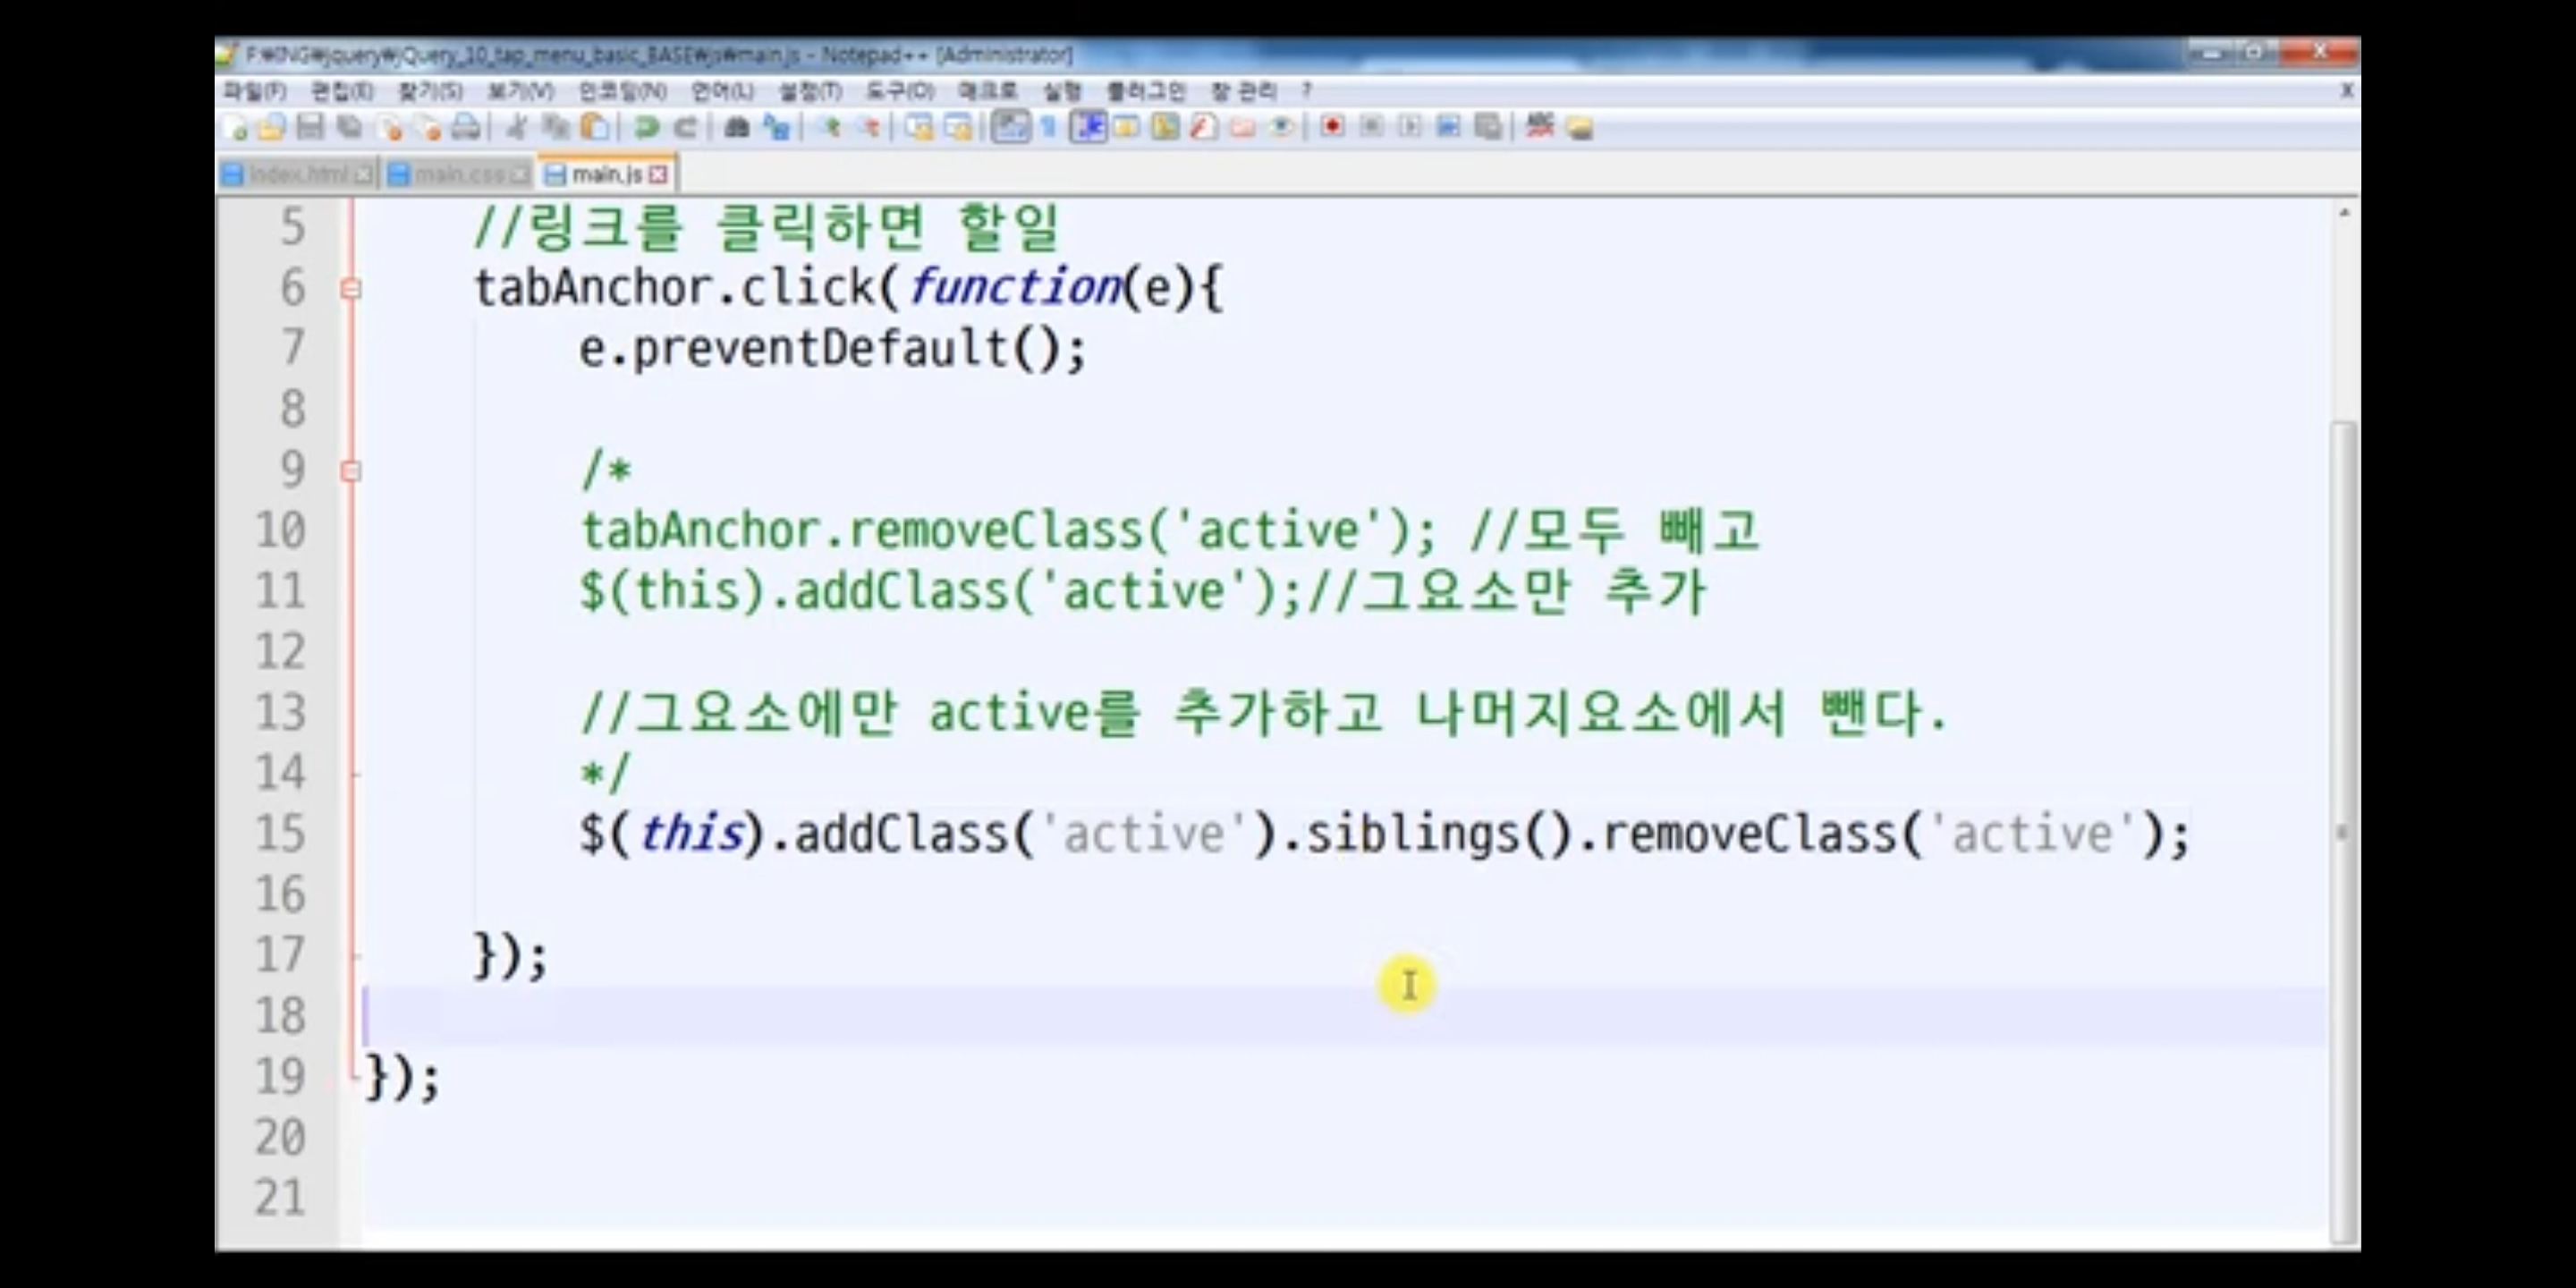 F:₩ING₩jquery₩jQuery_10_tap_menu_basic_BASE₩js₩main.js - Notepad++ [Administrator]
파일(F) 편집(E) 찾기(S) 보기(V) 인코딩(N) 언어(L) 설정(T) 도구(O) 매크로 실행 플러그인 창 관리 ? X
index.html main.css main.js
5 //링크를 클릭하면 할일
6 tabAnchor.click(function(e){
7 e.preventDefault();
8
9 /*
10 tabAnchor.removeClass('active'); //모두 빼고
11 $(this).addClass('active');//그요소만 추가
12
13 //그요소에만 active를 추가하고 나머지요소에서 뺀다.
14 */
15 $(this).addClass('active').siblings().removeClass('active');
16
17 });
18
19 });
20
21